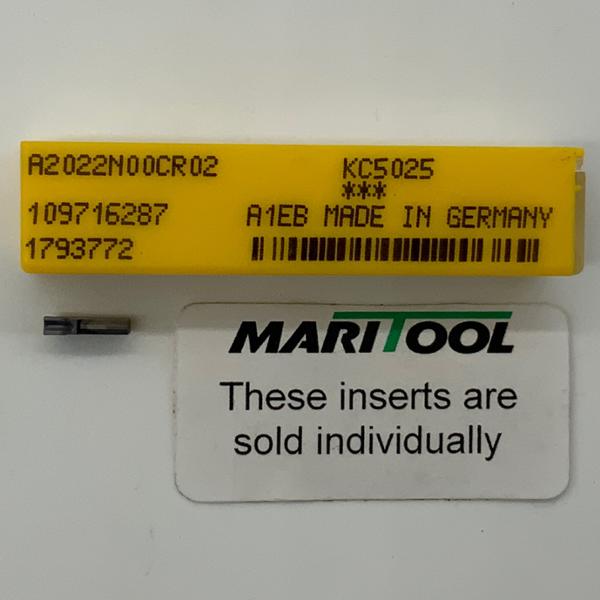 A2022N00CR02 KC5025
***
109716287 A1EB MADE IN GERMANY
1793772
MARITOOL
These inserts are
sold individually